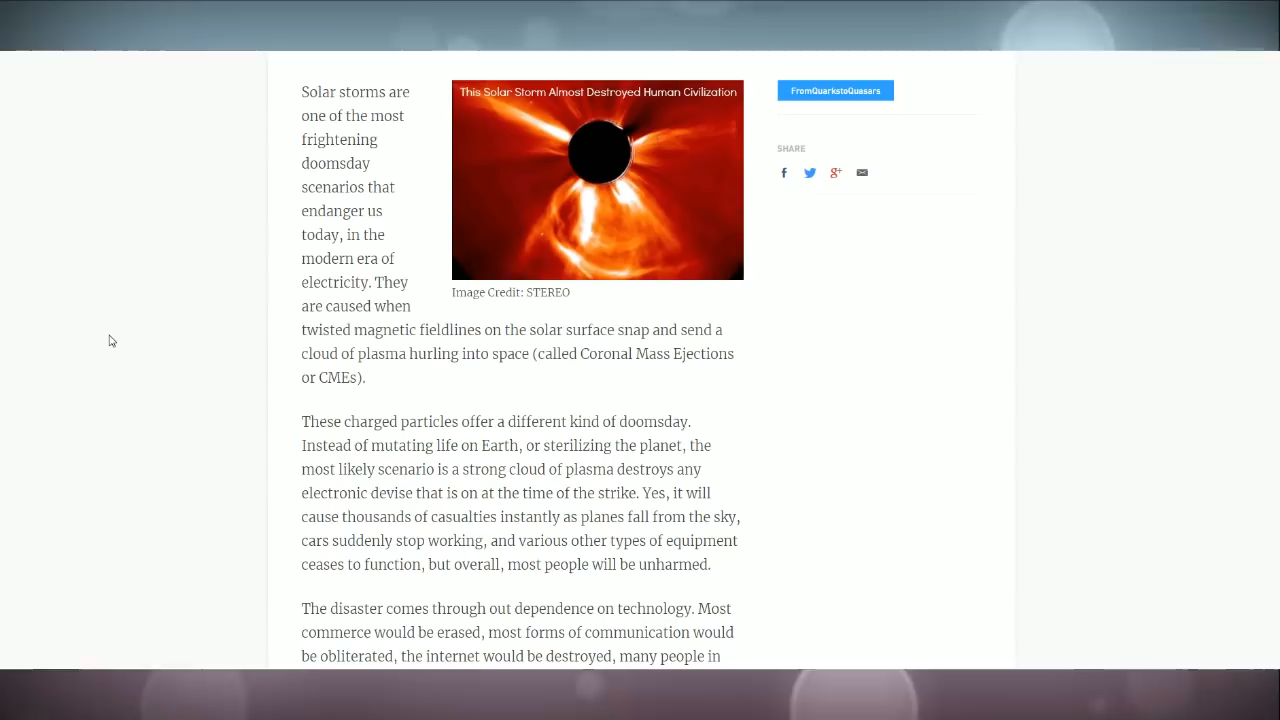 Solar storms are
one of the most
frightening
doomsday
scenarios that
endanger us
today, in the
modern era of
electricity. They
are caused when
twisted magnetic fieldlines on the solar surface snap and send a
cloud of plasma hurling into space (called Coronal Mass Ejections
or CMEs).
This Solar Storm Almost Destroyed Human Civilization
Image Credit: STEREO
These charged particles offer a different kind of doomsday.
Instead of mutating life on Earth, or sterilizing the planet, the
most likely scenario is a strong cloud of plasma destroys any
electronic devise that is on at the time of the strike. Yes, it will
cause thousands of casualties instantly as planes fall from the sky,
cars suddenly stop working, and various other types of equipment
ceases to function, but overall, most people will be unharmed.
The disaster comes through out dependence on technology. Most
commerce would be erased, most forms of communication would
be obliterated, the internet would be destroyed, many people in
FromQuarkstoQuasars
SHARE